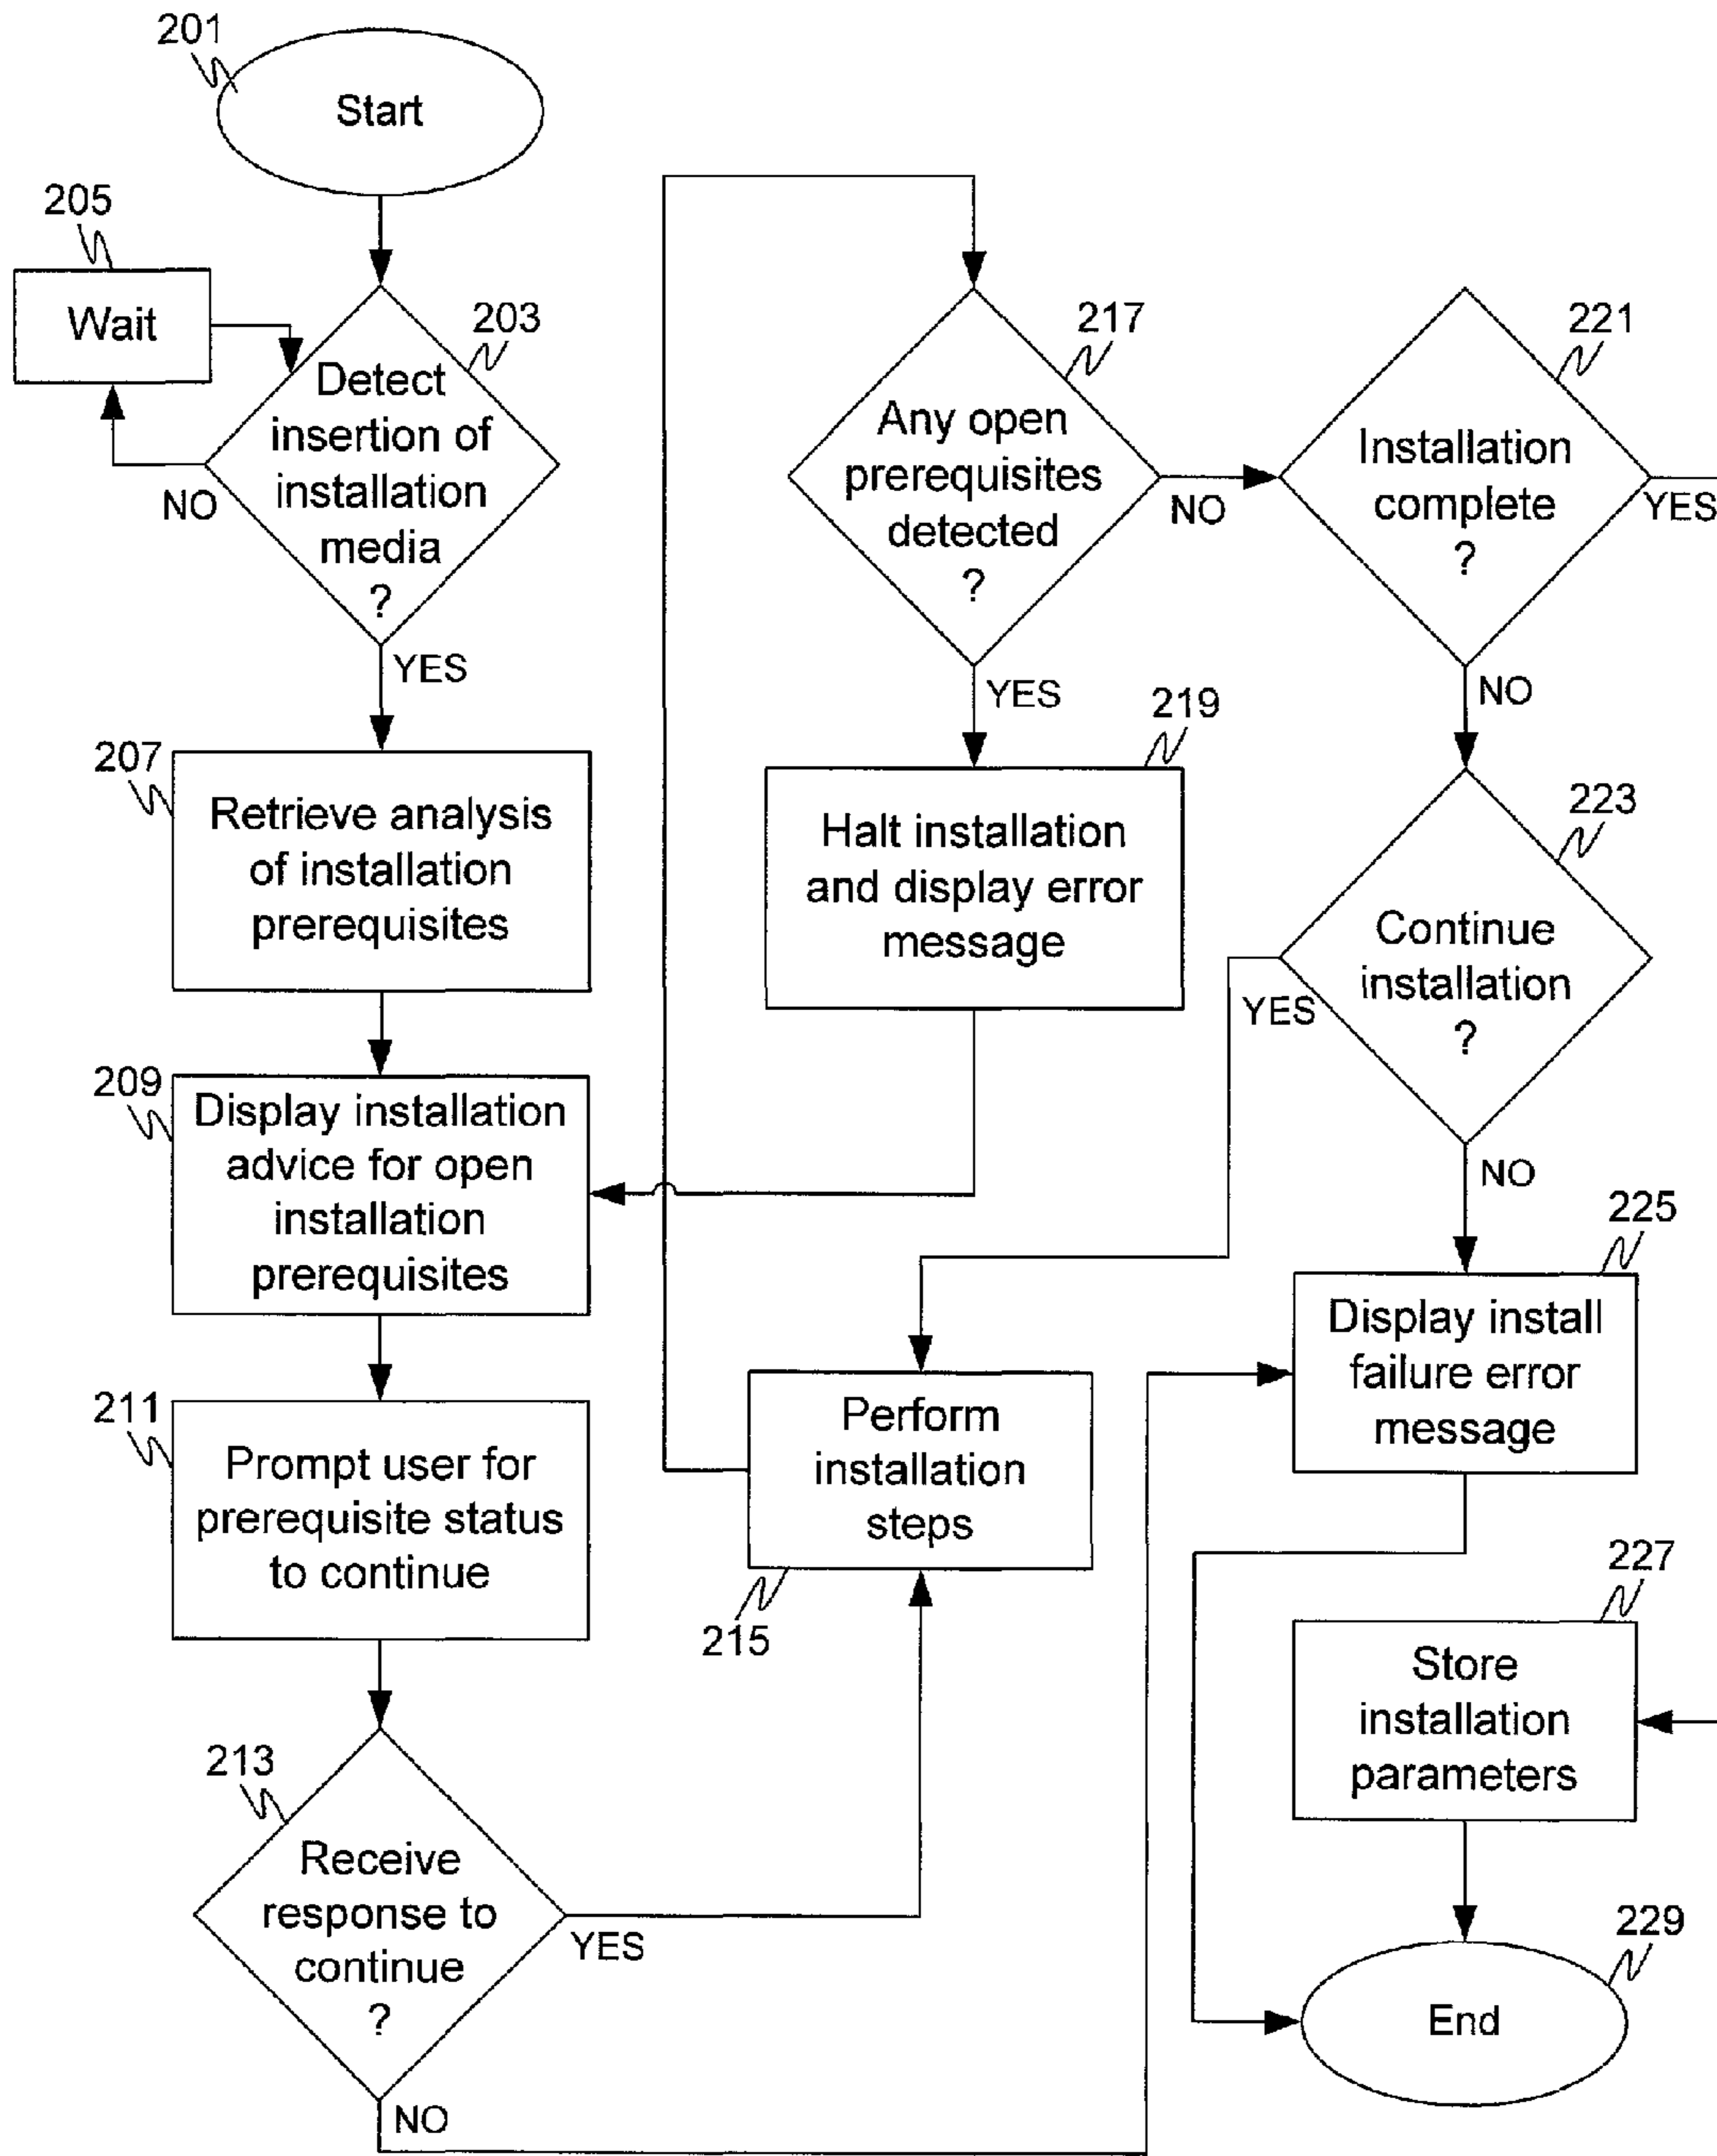 201
Start
205
Wait
203
Detect
insertion of
installation
media
?
NO
YES
207
Retrieve analysis
of installation
prerequisites
209
Display installation
advice for open
installation
prerequisites
211
Prompt user for
prerequisite status
to continue
213
Receive
response to
continue
?
YES
NO
215
Perform
installation
steps
217
Any open
prerequisites
detected
?
NO
YES
219
Halt installation
and display error
message
221
Installation
complete
?
YES
NO
223
Continue
installation
?
YES
NO
225
Display install
failure error
message
227
Store
installation
parameters
229
End